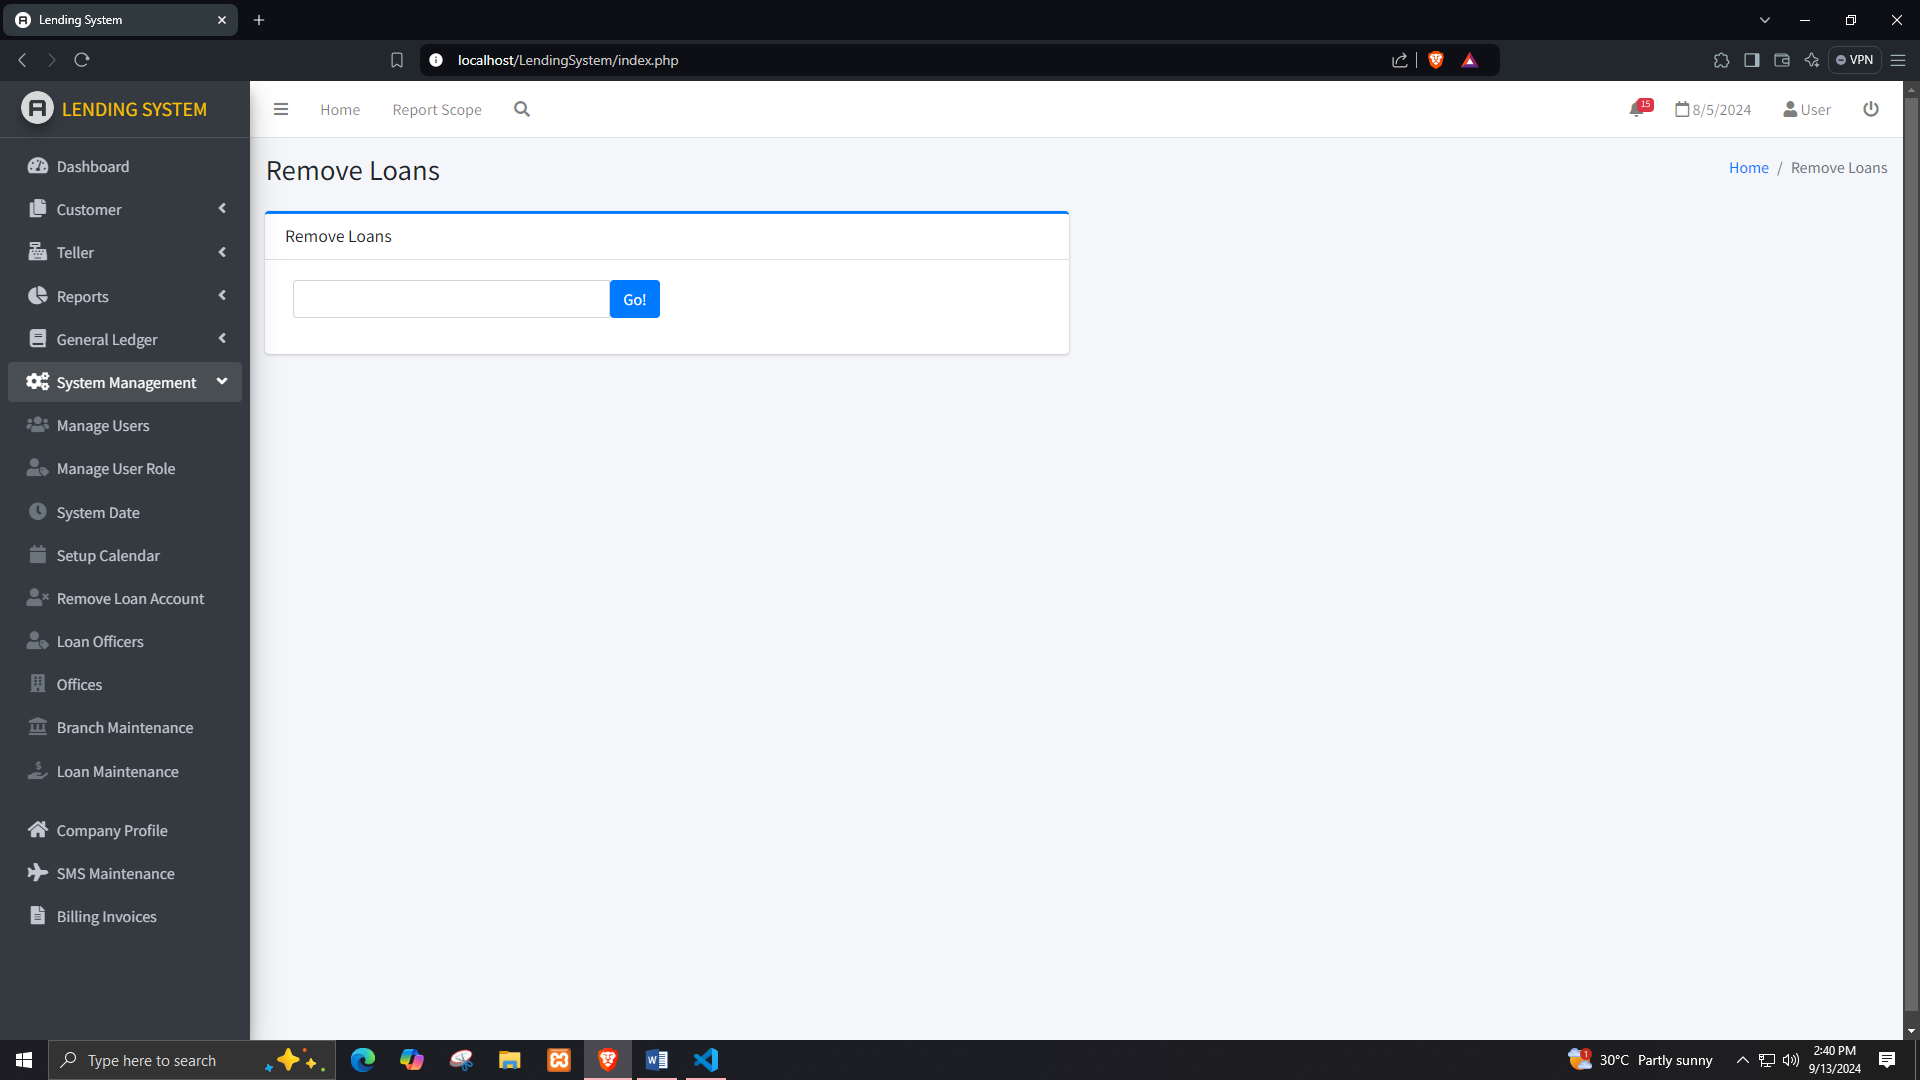 Lending System
localhost/LendingSystem/index.php
VPN
LENDING SYSTEM
Home
Report Scope
15
8/5/2024
User
Dashboard
Customer
Teller
Reports
General Ledger
System Management
Manage Users
Manage User Role
System Date
Setup Calendar
Remove Loan Account
Loan Officers
Offices
Branch Maintenance
Loan Maintenance
Company Profile
SMS Maintenance
Billing Invoices
Remove Loans
Home / Remove Loans
Remove Loans
Go!
Type here to search
1
30°C Partly sunny
2:40 PM
9/13/2024